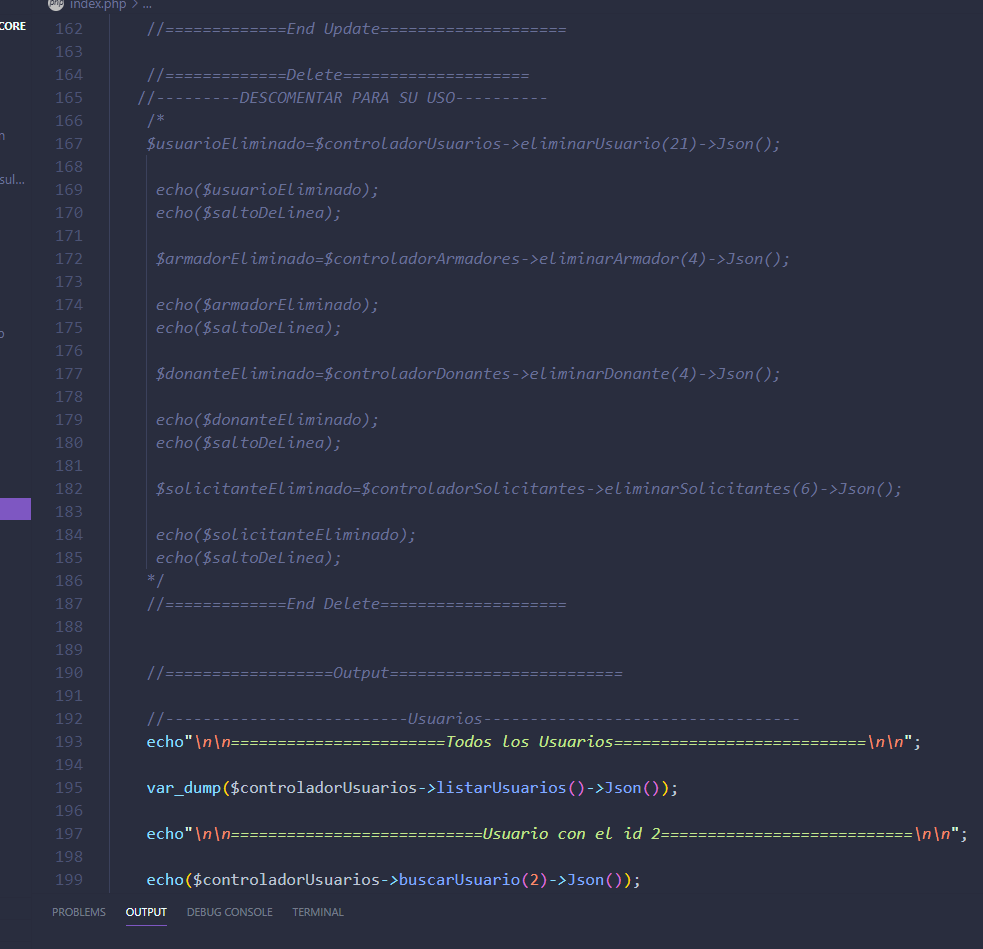 php index.php > ...
CORE
162 //=============End Update====================
163
164 //=============Delete====================
165 //---------DESCOMENTAR PARA SU USO----------
166 /*
167 $usuarioEliminado=$controladorUsuarios->eliminarUsuario(21)->Json();
168
169 echo($usuarioEliminado);
170 echo($saltoDeLinea);
171
172 $armadorEliminado=$controladorArmadores->eliminarArmador(4)->Json();
173
174 echo($armadorEliminado);
175 echo($saltoDeLinea);
176
177 $donanteEliminado=$controladorDonantes->eliminarDonante(4)->Json();
178
179 echo($donanteEliminado);
180 echo($saltoDeLinea);
181
182 $solicitanteEliminado=$controladorSolicitantes->eliminarSolicitantes(6)->Json();
183
184 echo($solicitanteEliminado);
185 echo($saltoDeLinea);
186 */
187 //=============End Delete====================
188
189
190 //==================Output=========================
191
192 //--------------------------Usuarios----------------------------------
193 echo"\n\n=======================Todos los Usuarios===========================\n\n";
194
195 var_dump($controladorUsuarios->listarUsuarios()->Json());
196
197 echo"\n\n===========================Usuario con el id 2===========================\n\n";
198
199 echo($controladorUsuarios->buscarUsuario(2)->Json());
n
sul...
o
PROBLEMS OUTPUT DEBUG CONSOLE TERMINAL